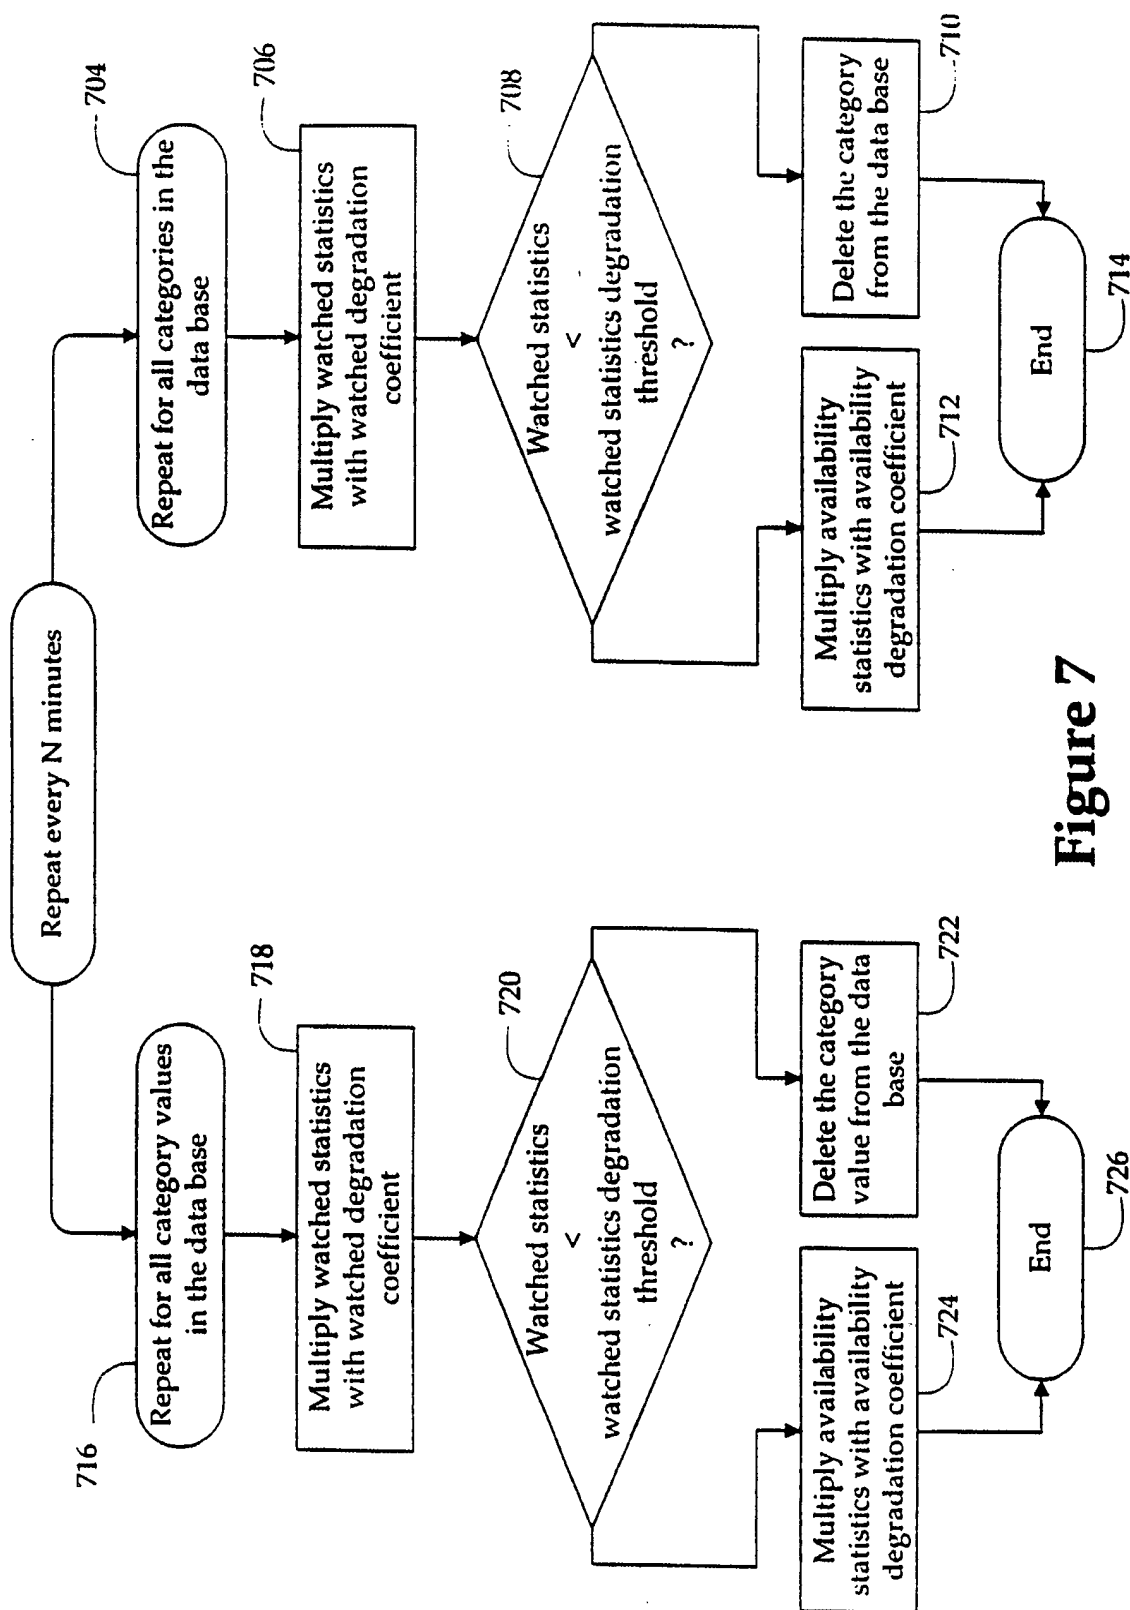 Repeat every N minutes
716
Repeat for all category values
in the data base
718
Multiply watched statistics
with watched degradation
coefficient
720
Watched statistics
<
watched statistics degradation
threshold
?
724
Multiply availability
statistics with availability
degradation coefficient
722
Delete the category
value from the data
base
End
726
704
Repeat for all categories in the
data base
706
Multiply watched statistics
with watched degradation
coefficient
708
Watched statistics
<
watched statistics degradation
threshold
?
712
Multiply availability
statistics with availability
degradation coefficient
710
Delete the category
from the data base
End
714
Figure 7